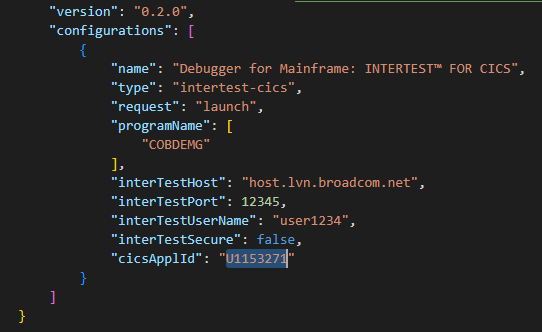 "version": "0.2.0",
"configurations": [
{
"name": "Debugger for Mainframe: INTERTEST™ FOR CICS",
"type": "intertest-cics",
"request": "launch",
"programName": [
"COBDEMG"
],
"interTestHost": "host.lvn.broadcom.net",
"interTestPort": 12345,
"interTestUserName": "user1234",
"interTestSecure": false,
"cicsApplId": "U1153271"
}
]
}